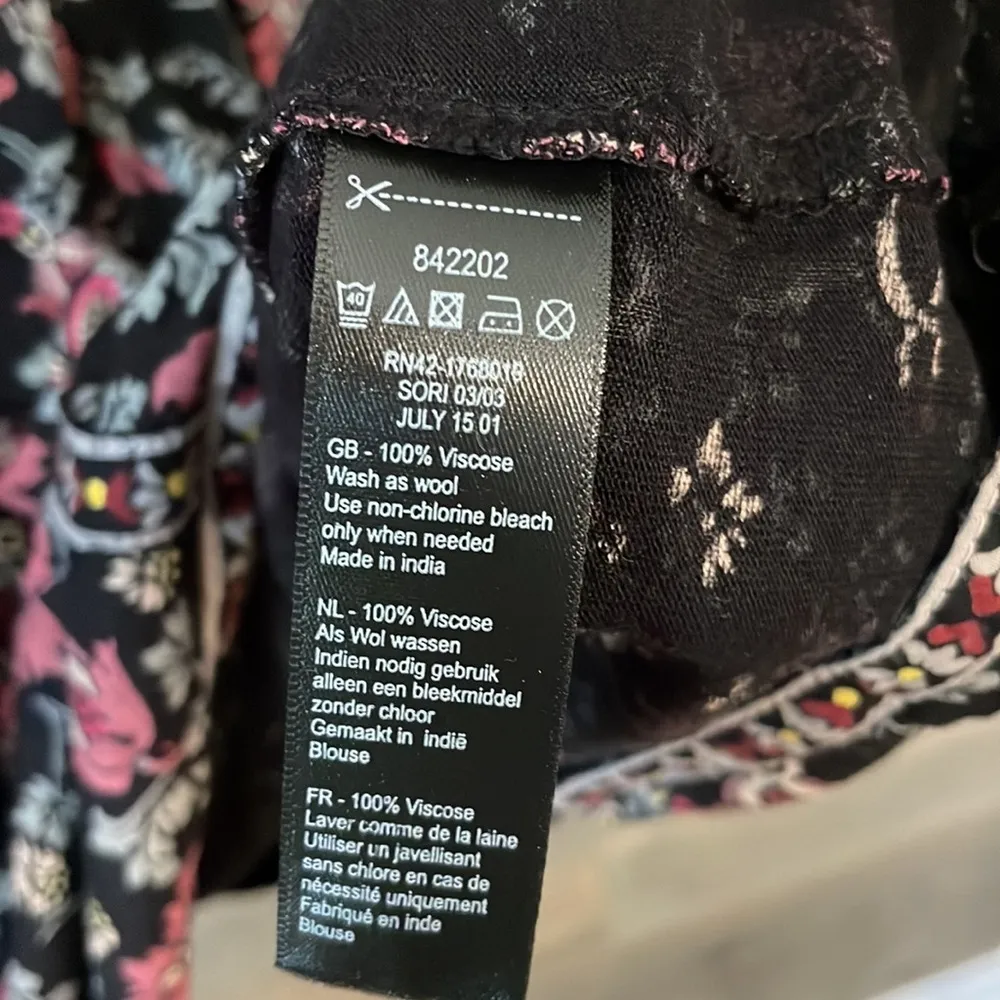 842202
40
RN42-1768019
SORI 03/03
JULY 15 01
GB - 100% Viscose
Wash as wool
Use non-chlorine bleach
only when needed
Made in india
NL - 100% Viscose
Als Wol wassen
Indien nodig gebruik
alleen een bleekmiddel
zonder chloor
Gemaakt in indië
Blouse
FR - 100% Viscose
Laver comme de la laine
Utiliser un javellisant
sans chlore en cas de
nécessité uniquement
Fabriqué en inde
Blouse